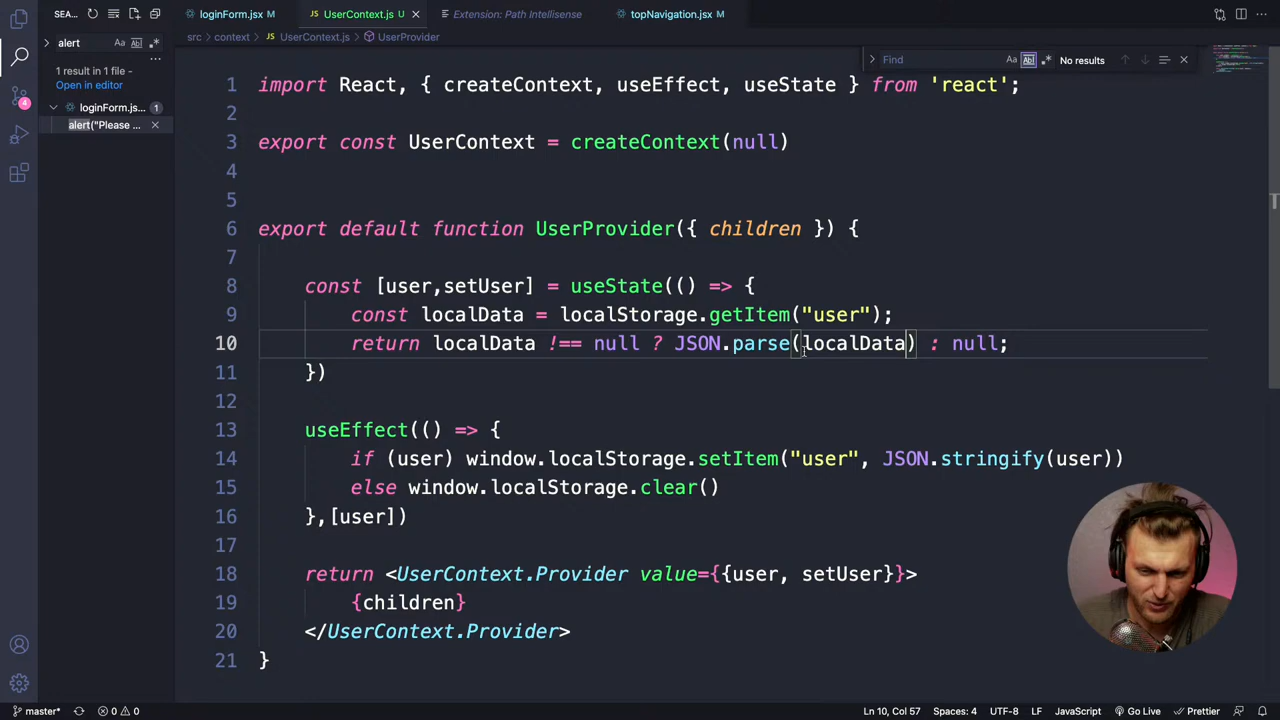 SEA...
loginForm.jsx M
UserContext.js U
Extension: Path Intellisense
topNavigation.jsx M
alert
Aa
ab
src > context > UserContext.js > UserProvider
1 result in 1 file -
Open in editor
loginForm.js... 1
alert("Please ...
Find
Aa
ab
No results
4
1 import React, { createContext, useEffect, useState } from 'react';
2
3 export const UserContext = createContext(null)
4
5
6 export default function UserProvider({ children }) {
7
8 const [user,setUser] = useState(() => {
9 const localData = localStorage.getItem("user");
10 return localData !== null ? JSON.parse(localData) : null;
11 })
12
13 useEffect(() => {
14 if (user) window.localStorage.setItem("user", JSON.stringify(user))
15 else window.localStorage.clear()
16 },[user])
17
18 return <UserContext.Provider value={{user, setUser}}>
19 {children}
20 </UserContext.Provider>
21 }
master*
0
0
Ln 10, Col 57
Spaces: 4
UTF-8
LF
JavaScript
Go Live
Prettier